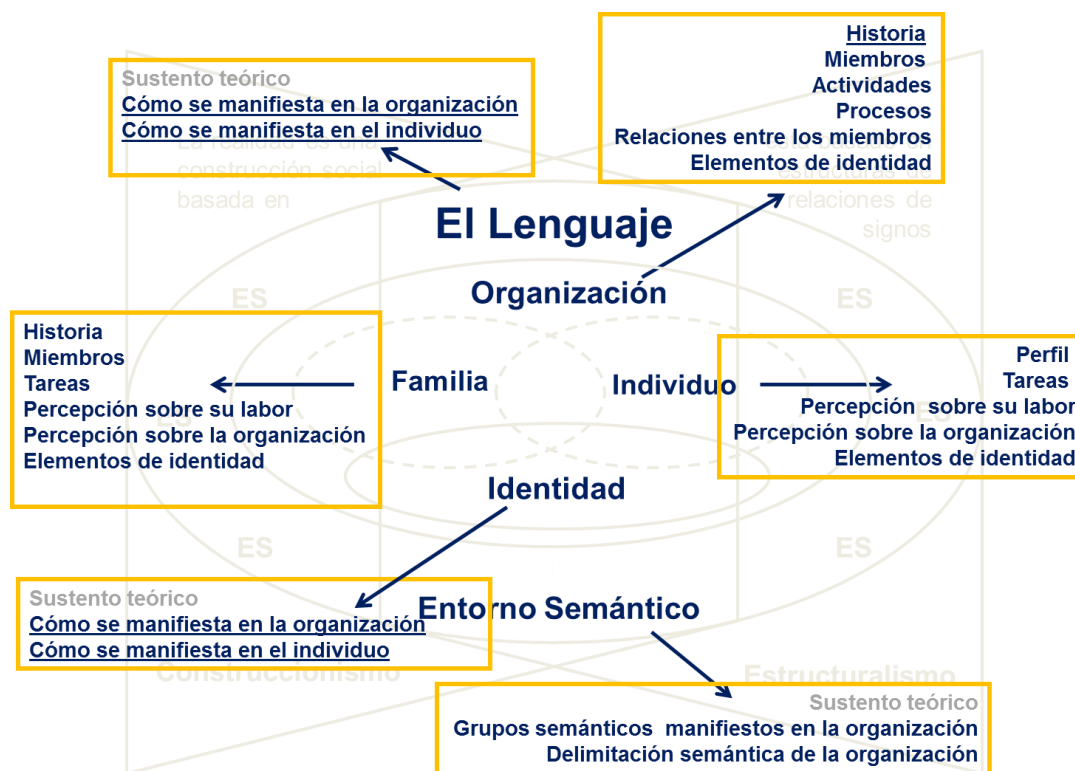 Historia
Miembros
Actividades
Procesos
Relaciones entre los miembros
Elementos de identidad
Sustento teórico
Cómo se manifiesta en la organización
Cómo se manifiesta en el individuo
La realidad es una
construcción social
basada en
estructuras de
relaciones de
signos
El Lenguaje
Organización
ES
ES
Historia
Miembros
Tareas
Percepción sobre su labor
Percepción sobre la organización
Elementos de identidad
Familia
Individuo
Perfil
Tareas
Percepción sobre su labor
Percepción sobre la organización
Elementos de identidad
ES
ES
Identidad
ES
ES
Sustento teórico
Cómo se manifiesta en la organización
Cómo se manifiesta en el individuo
Entorno Semántico
Construccionismo
Estructuralismo
Sustento teórico
Grupos semánticos manifiestos en la organización
Delimitación semántica de la organización